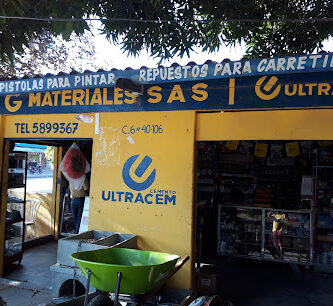 PISTOLAS PARA PINTAR
REPUESTOS PARA CARRETI
G MATERIALES SAS | ULTRA
TEL 5899367
C,6 # 40-106
CEMENTO
ULTRACEM